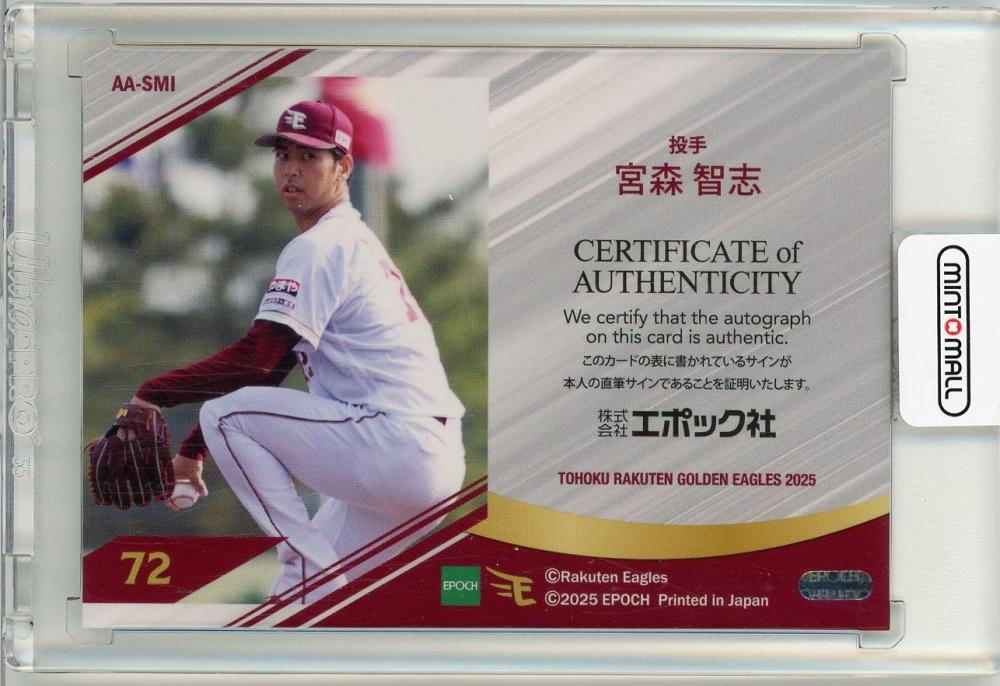 AA-SMI
投手
宮森 智志
CERTIFICATE of
AUTHENTICITY
We certify that the autograph
on this card is authentic.
このカードの表に書かれているサインが
本人の直筆サインであることを証明いたします。
株式会社 エポック社
TOHOKU RAKUTEN GOLDEN EAGLES 2025
72
EPOCH
©Rakuten Eagles
©2025 EPOCH Printed in Japan
MINTMALL
Ultra PRO
35
やまや
E